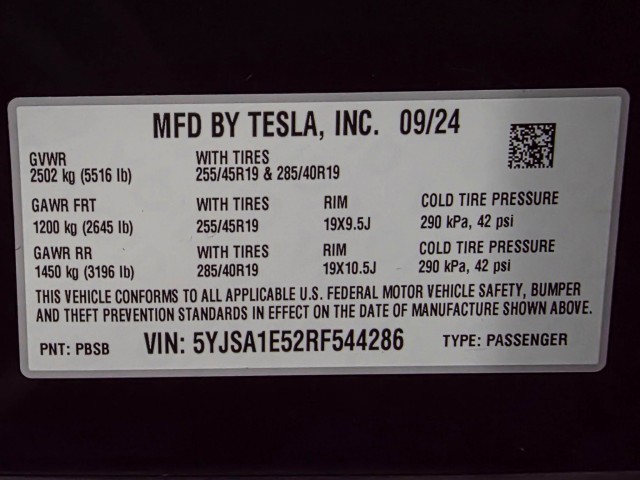 MFD BY TESLA, INC. 09/24
GVWR WITH TIRES
2502 kg (5516 lb) 255/45R19 & 285/40R19
GAWR FRT WITH TIRES RIM COLD TIRE PRESSURE
1200 kg (2645 lb) 255/45R19 19X9.5J 290 kPa, 42 psi
GAWR RR WITH TIRES RIM COLD TIRE PRESSURE
1450 kg (3196 lb) 285/40R19 19X10.5J 290 kPa, 42 psi
THIS VEHICLE CONFORMS TO ALL APPLICABLE U.S. FEDERAL MOTOR VEHICLE SAFETY, BUMPER
AND THEFT PREVENTION STANDARDS IN EFFECT ON THE DATE OF MANUFACTURE SHOWN ABOVE.
PNT: PBSB VIN: 5YJSA1E52RF544286 TYPE: PASSENGER